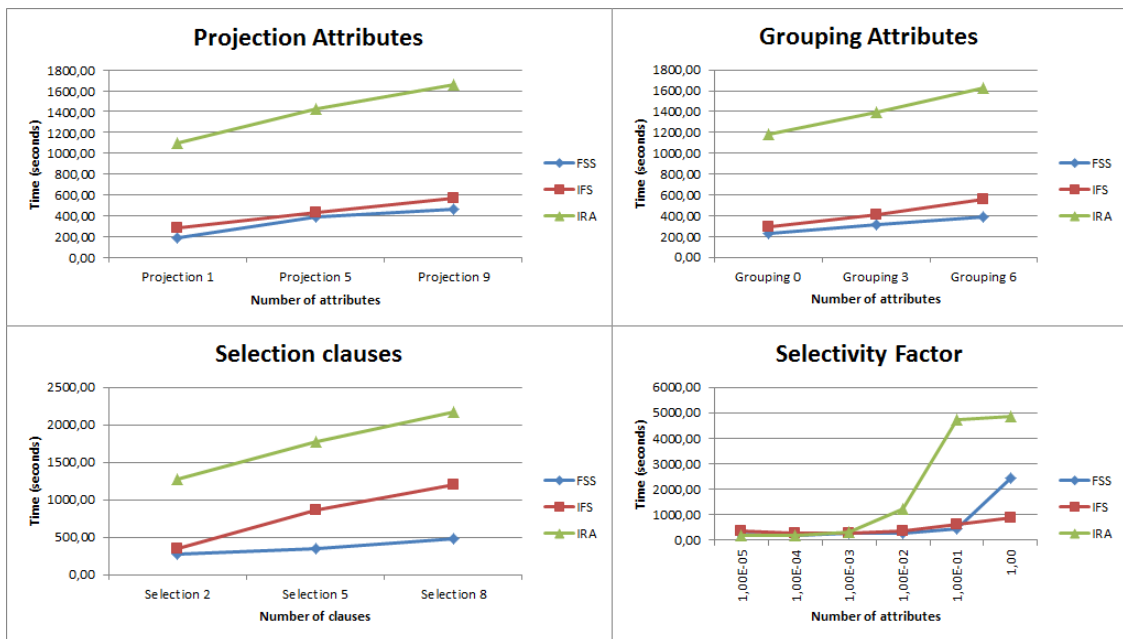 Projection Attributes
1800,00
1600,00
1400,00
1200,00
1000,00
800,00
600,00
400,00
200,00
0,00
Time (seconds)
Projection 1
Projection 5
Projection 9
Number of attributes
FSS
IFS
IRA
Grouping Attributes
1800,00
1600,00
1400,00
1200,00
1000,00
800,00
600,00
400,00
200,00
0,00
Time (seconds)
Grouping 0
Grouping 3
Grouping 6
Number of attributes
FSS
IFS
IRA
Selection clauses
2500,00
2000,00
1500,00
1000,00
500,00
0,00
Time (seconds)
Selection 2
Selection 5
Selection 8
Number of clauses
FSS
IFS
IRA
Selectivity Factor
6000,00
5000,00
4000,00
3000,00
2000,00
1000,00
0,00
Time (seconds)
1,00E-05
1,00E-04
1,00E-03
1,00E-02
1,00E-01
1,00
Number of attributes
FSS
IFS
IRA